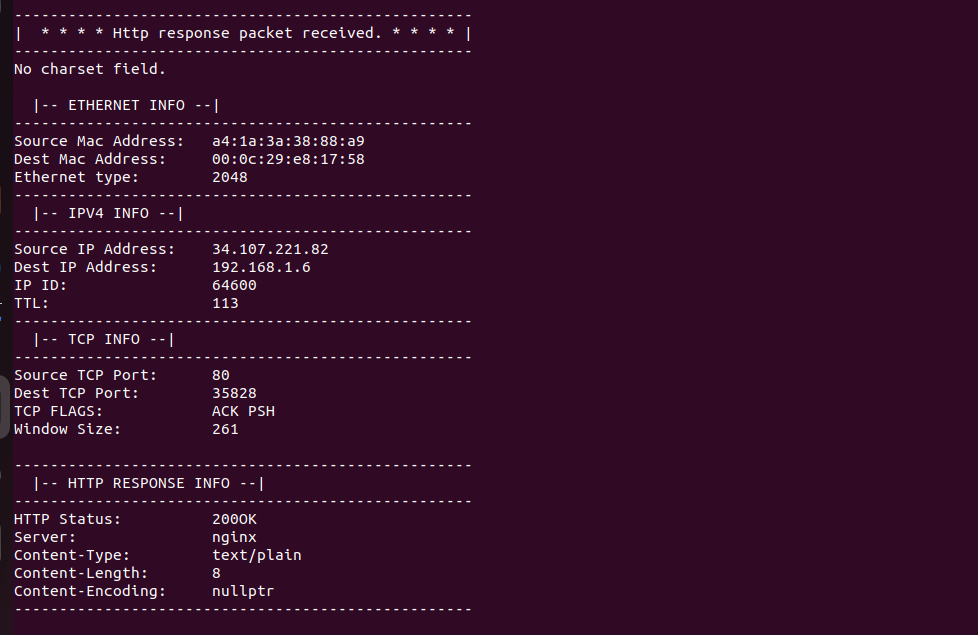 ---------------------------------------------------
|  * * * * Http response packet received. * * * * |
---------------------------------------------------
No charset field.
  |-- ETHERNET INFO --|
---------------------------------------------------
Source Mac Address:   a4:1a:3a:38:88:a9
Dest Mac Address:     00:0c:29:e8:17:58
Ethernet type:        2048
---------------------------------------------------
  |-- IPV4 INFO --|
---------------------------------------------------
Source IP Address:    34.107.221.82
Dest IP Address:      192.168.1.6
IP ID:                64600
TTL:                  113
---------------------------------------------------
  |-- TCP INFO --|
---------------------------------------------------
Source TCP Port:      80
Dest TCP Port:        35828
TCP FLAGS:            ACK PSH
Window Size:          261
---------------------------------------------------
  |-- HTTP RESPONSE INFO --|
---------------------------------------------------
HTTP Status:          200OK
Server:               nginx
Content-Type:         text/plain
Content-Length:       8
Content-Encoding:     nullptr
---------------------------------------------------